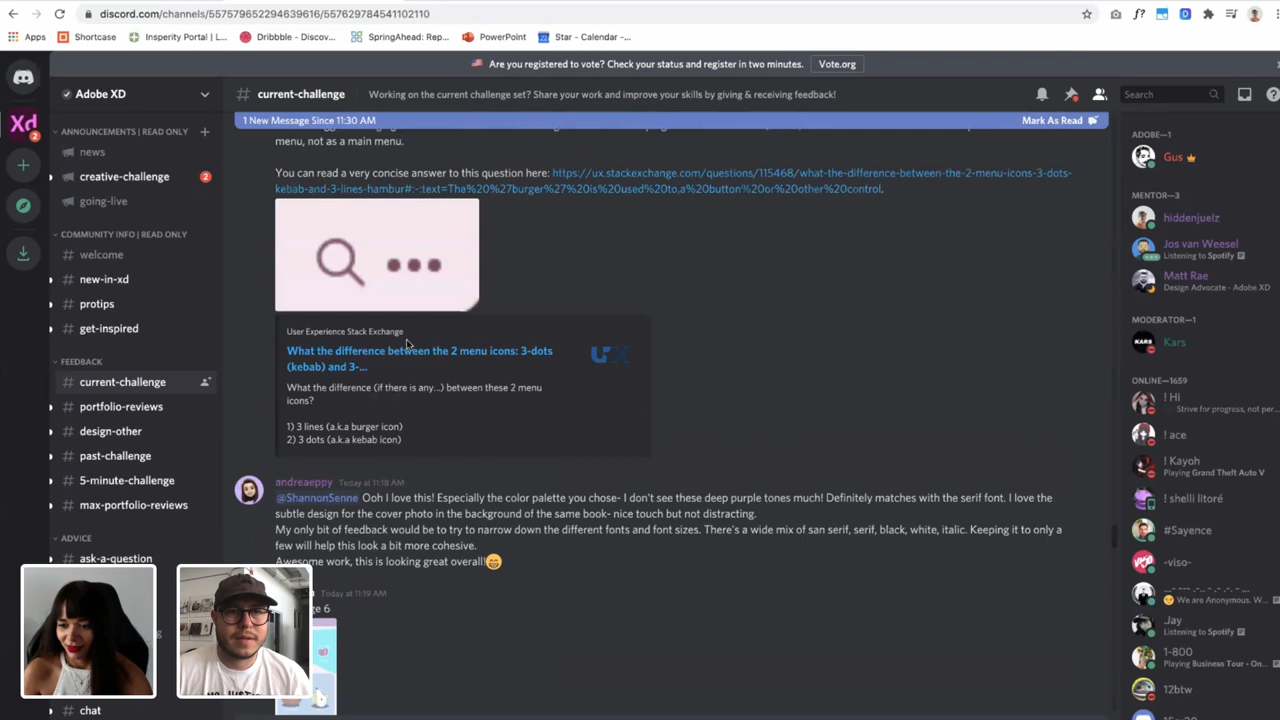 discord.com/channels/557579652294639616/557629784541102110
Apps
Shortcase
Insperity Portal | L...
Dribbble - Discov...
SpringAhead: Rep...
PowerPoint
Star - Calendar -...
Are you registered to vote? Check your status and register in two minutes.
Vote.org
Adobe XD
# current-challenge
Working on the current challenge set? Share your work and improve your skills by giving & receiving feedback!
Search
1 New Message Since 11:30 AM
Mark As Read
Xd
2
ANNOUNCEMENTS | READ ONLY
news
creative-challenge
2
going-live
COMMUNITY INFO | READ ONLY
# welcome
# new-in-xd
# protips
# get-inspired
FEEDBACK
# current-challenge
# portfolio-reviews
# design-other
# past-challenge
# 5-minute-challenge
# max-portfolio-reviews
ADVICE
# ask-a-question
chat
menu, not as a main menu.
You can read a very concise answer to this question here: https://ux.stackexchange.com/questions/115468/what-the-difference-between-the-2-menu-icons-3-dots-
kebab-and-3-lines-hambur#:~:text=The%20%27burger%27%20is%20used%20to,a%20button%20or%20other%20control.
User Experience Stack Exchange
What the difference between the 2 menu icons: 3-dots
(kebab) and 3-...
What the difference (if there is any...) between these 2 menu
icons?
1) 3 lines (a.k.a burger icon)
2) 3 dots (a.k.a kebab icon)
UX
andreaeppy Today at 11:18 AM
@ShannonSenne Ooh I love this! Especially the color palette you chose- I don't see these deep purple tones much! Definitely matches with the serif font. I love the
subtle design for the cover photo in the background of the same book- nice touch but not distracting.
My only bit of feedback would be to try to narrow down the different fonts and font sizes. There's a wide mix of san serif, serif, black, white, italic. Keeping it to only a
few will help this look a bit more cohesive.
Awesome work, this is looking great overall!
Today at 11:19 AM
6
ADOBE—1
Gus
MENTOR—3
hiddenjuelz
Jos van Weesel
Listening to Spotify
Matt Rae
Design Advocate - Adobe XD
MODERATOR—1
KARS
Kars
ONLINE—1659
! Hi
Strive for progress, not per...
! ace
! Kayoh
Playing Grand Theft Auto V
! shelli litoré
#Sayence
-viso-
We are Anonymous. W...
.Jay
Listening to Spotify
1-800
Playing Business Tour - On...
12btw